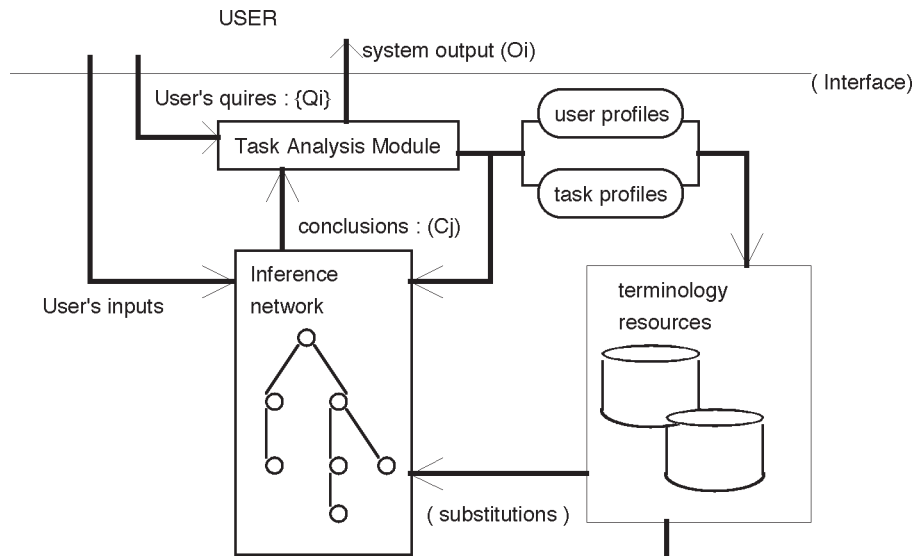 USER
system output (Oi)
( Interface)
User's quires : {Qi}
user profiles
Task Analysis Module
task profiles
conclusions : (Cj)
Inference
network
terminology
resources
User's inputs
( substitutions )